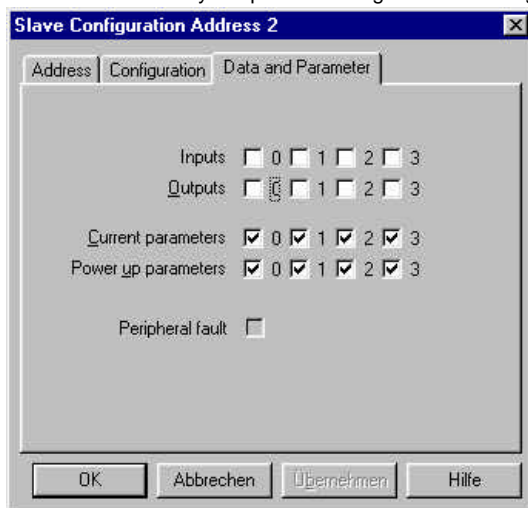 Slave Configuration Address 2
Address Configuration Data and Parameter
Inputs 0 1 2 3
Outputs 0 1 2 3
Current parameters 0 1 2 3
Power up parameters 0 1 2 3
Peripheral fault
OK Abbrechen Übernehmen Hilfe